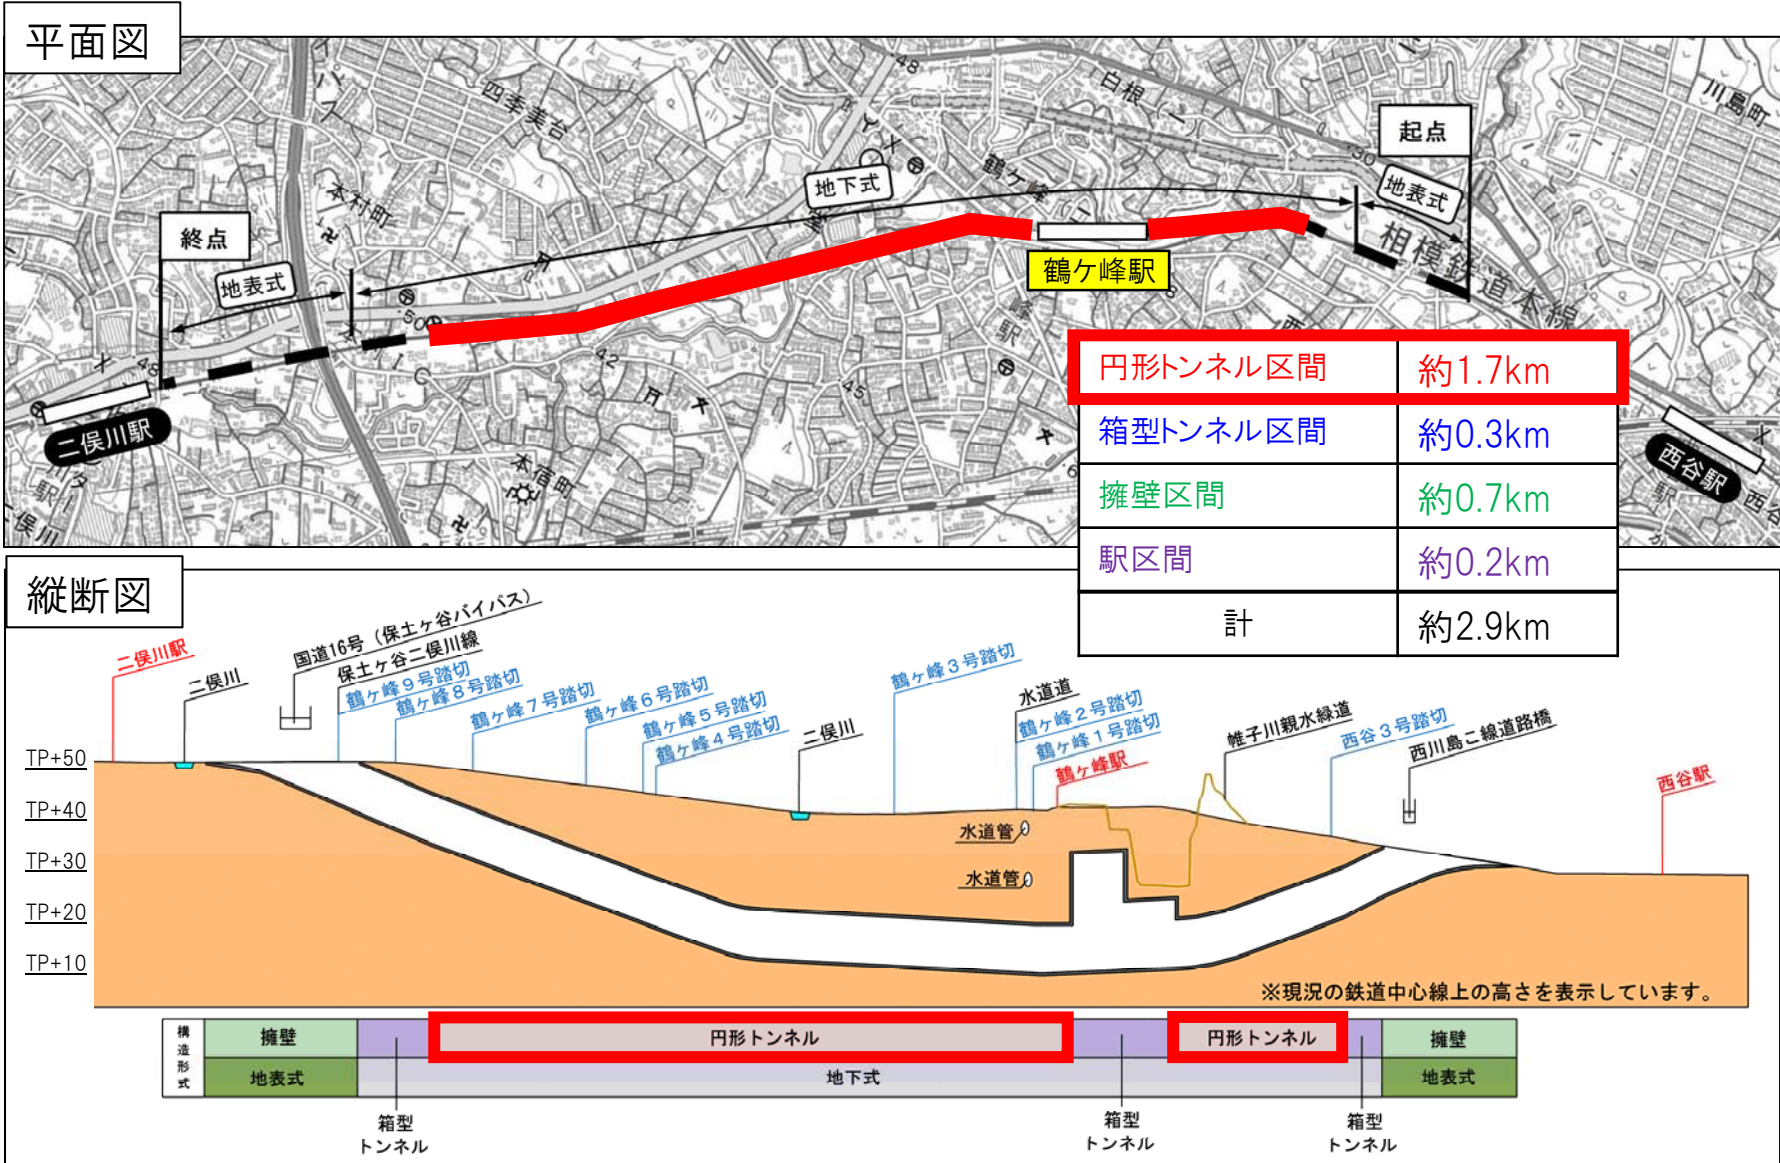 平面図
四季美台
白根
川島町
起点
地表式
鶴ケ峰
地下式
本村町
終点
地表式
相模鉄道本線
鶴ケ峰駅
二俣川駅
本宿町
西谷駅
円形トンネル区間 約1.7km
箱型トンネル区間 約0.3km
擁壁区間 約0.7km
駅区間 約0.2km
計 約2.9km
縦断図
二俣川駅
二俣川
国道16号（保土ヶ谷バイパス）
保土ヶ谷二俣川線
鶴ヶ峰９号踏切
鶴ヶ峰８号踏切
鶴ヶ峰７号踏切
鶴ヶ峰６号踏切
鶴ヶ峰５号踏切
鶴ヶ峰４号踏切
二俣川
鶴ヶ峰３号踏切
水道道
鶴ヶ峰２号踏切
鶴ヶ峰１号踏切
鶴ヶ峰駅
帷子川親水緑道
西谷３号踏切
西川島こ線道路橋
西谷駅
TP+50
TP+40
TP+30
TP+20
TP+10
水道管
水道管
※現況の鉄道中心線上の高さを表示しています。
構造形式
擁壁 円形トンネル 円形トンネル 擁壁
地表式 地下式 地表式
箱型
トンネル
箱型
トンネル
箱型
トンネル